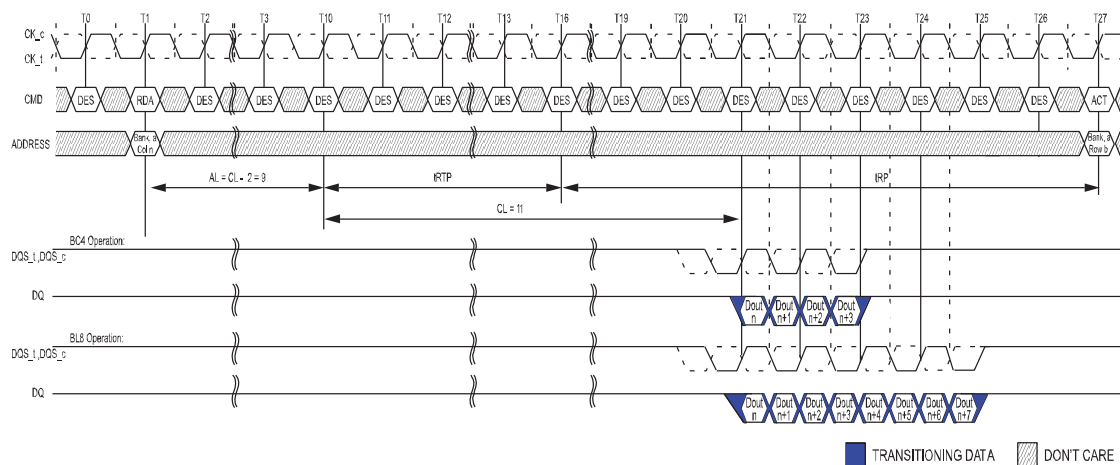 T0 T1 T2 T3 T10 T11 T12 T13 T16 T19 T20 T21 T22 T23 T24 T25 T26 T27
CK_c
CK_t
CMD DES RDA DES DES DES DES DES DES DES DES DES DES DES DES DES DES DES ACT
ADDRESS Bank, a Col n Bank, a Row b
AL = CL - 2 = 9 tRTP tRP
CL = 11
BC4 Operation:
DQS_t ,DQS_c
DQ Dout n Dout n+1 Dout n+2 Dout n+3
BL8 Operation:
DQS_t ,DQS_c
DQ Dout n Dout n+1 Dout n+2 Dout n+3 Dout n+4 Dout n+5 Dout n+6 Dout n+7
TRANSITIONING DATA DON'T CARE